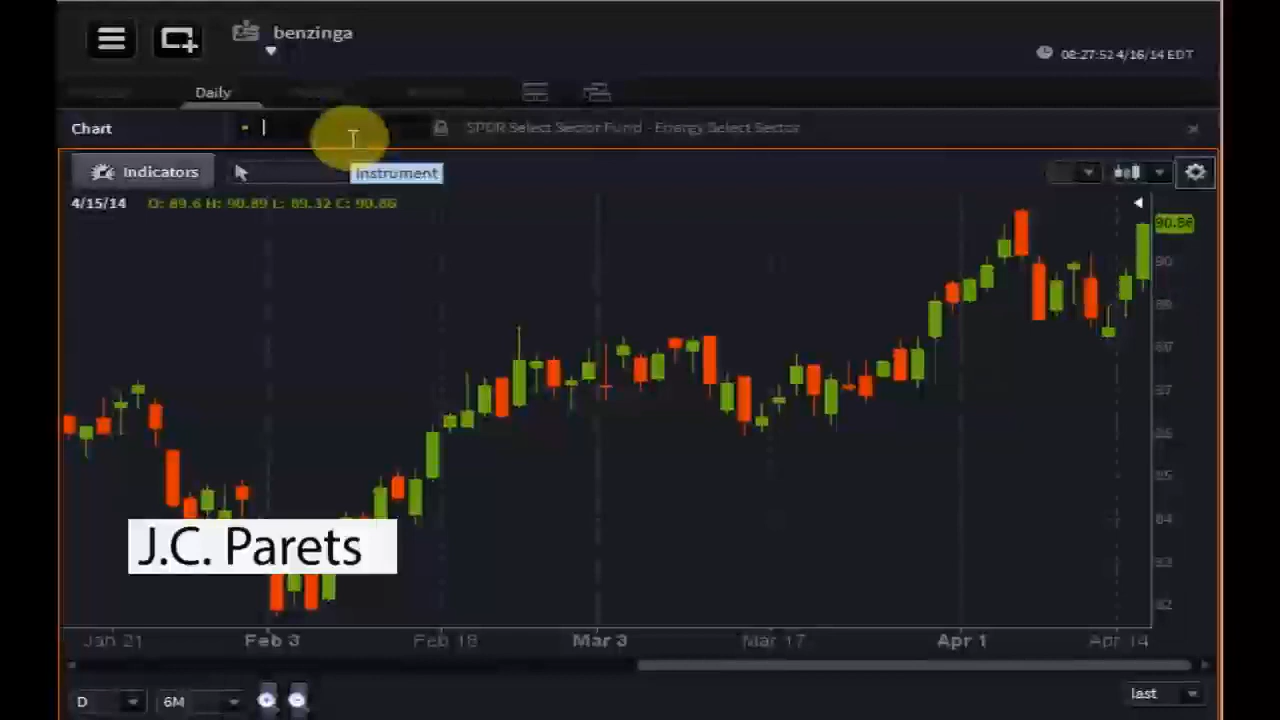 benzinga
08:27:52 4/16/14 EDT
Daily
Chart
SPDR Select Sector Fund - Energy Select Sector
Indicators
Instrument
4/15/14 O: 89.6 H: 90.89 L: 89.32 C: 90.86
90
84
82
J.C. Parets
Jan 21 Feb 3 Feb 18 Mar 3 Mar 17 Apr 1 Apr 14
D 6M last